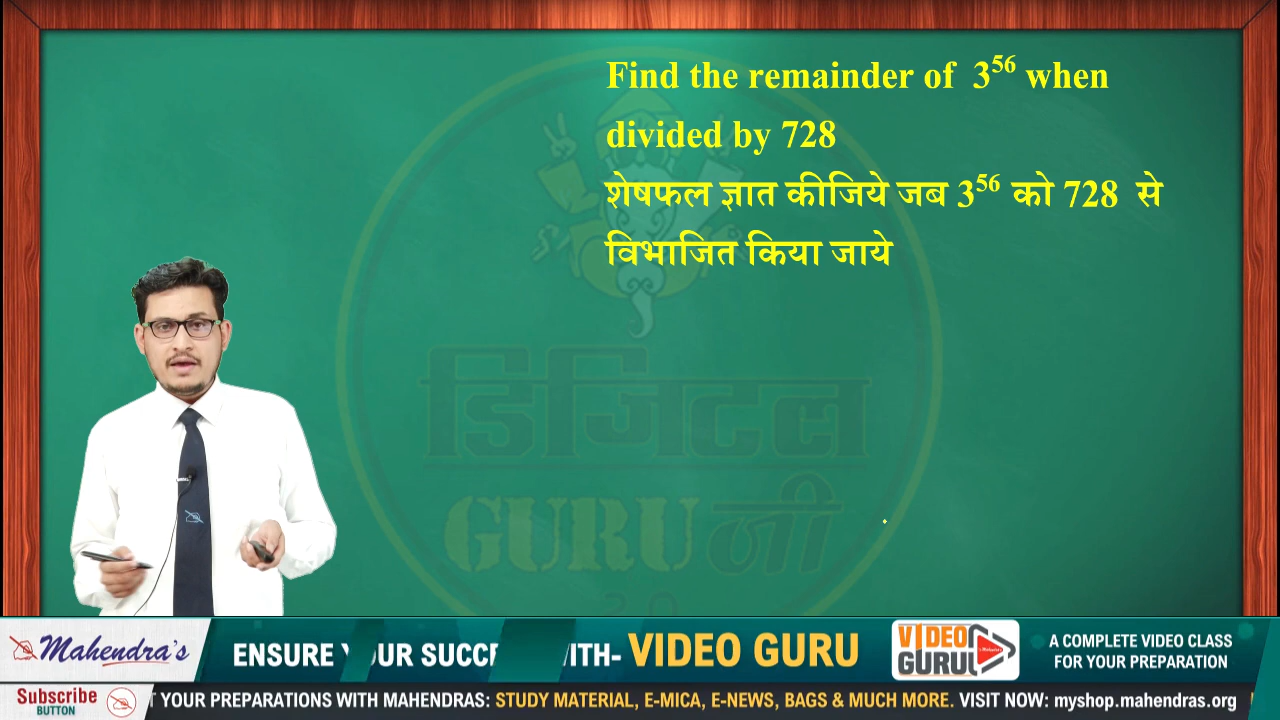 Find the remainder of 3⁵⁶ when
divided by 728
शेषफल ज्ञात कीजिये जब 3⁵⁶ को 728 से
विभाजित किया जाये
डिजिटल
GURU जी
Mahendra's
ENSURE Y UR SUCCE ITH- VIDEO GURU
VIDEO
GURU
A COMPLETE VIDEO CLASS
FOR YOUR PREPARATION
Subscribe
BUTTON
T YOUR PREPARATIONS WITH MAHENDRAS: STUDY MATERIAL, E-MICA, E-NEWS, BAGS & MUCH MORE. VISIT NOW: myshop.mahendras.org